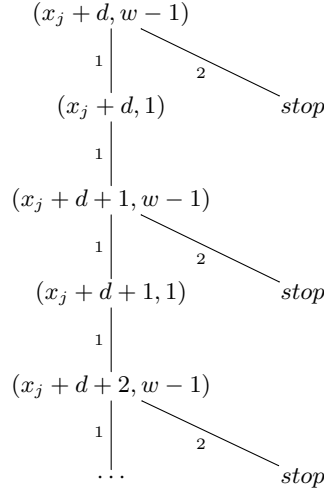 (x_j + d, w − 1)
1
2
(x_j + d, 1)
stop
1
(x_j + d + 1, w − 1)
1
2
(x_j + d + 1, 1)
stop
1
(x_j + d + 2, w − 1)
1
2
...
stop